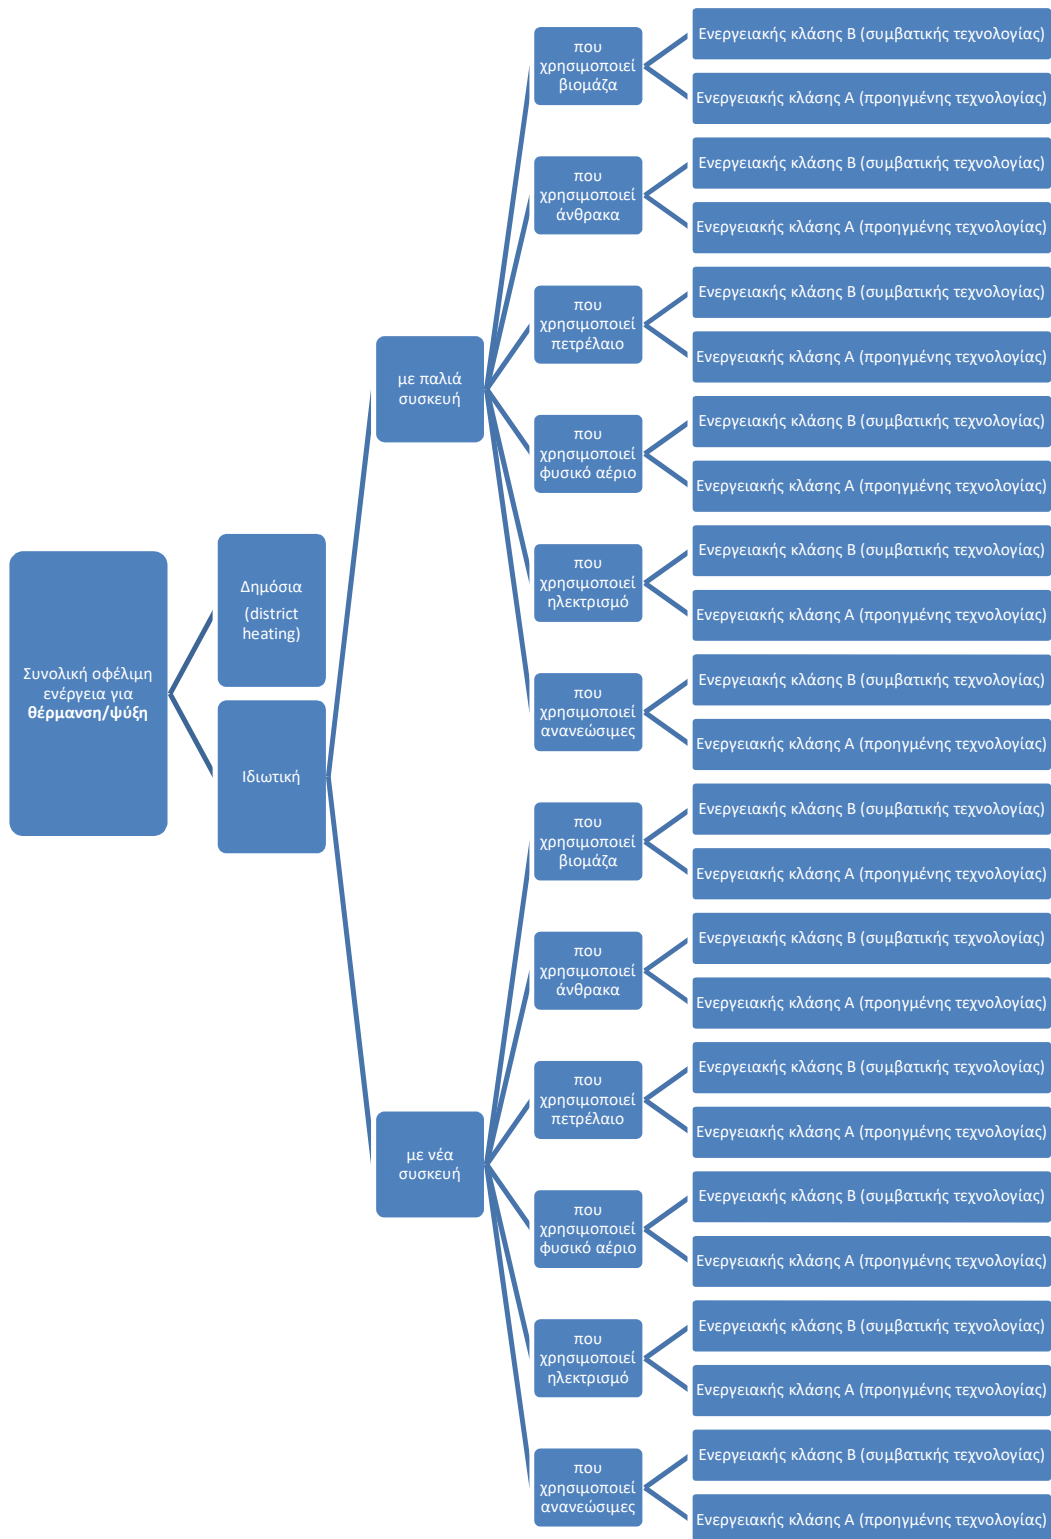 Συνολική οφέλιμη
ενέργεια για
θέρμανση/ψύξη
Δημόσια
(district
heating)
Ιδιωτική
με παλιά
συσκευή
που
χρησιμοποιεί
βιομάζα
Ενεργειακής κλάσης Β (συμβατικής τεχνολογίας)
Ενεργειακής κλάσης Α (προηγμένης τεχνολογίας)
που
χρησιμοποιεί
άνθρακα
Ενεργειακής κλάσης Β (συμβατικής τεχνολογίας)
Ενεργειακής κλάσης Α (προηγμένης τεχνολογίας)
που
χρησιμοποιεί
πετρέλαιο
Ενεργειακής κλάσης Β (συμβατικής τεχνολογίας)
Ενεργειακής κλάσης Α (προηγμένης τεχνολογίας)
που
χρησιμοποιεί
φυσικό αέριο
Ενεργειακής κλάσης Β (συμβατικής τεχνολογίας)
Ενεργειακής κλάσης Α (προηγμένης τεχνολογίας)
που
χρησιμοποιεί
ηλεκτρισμό
Ενεργειακής κλάσης Β (συμβατικής τεχνολογίας)
Ενεργειακής κλάσης Α (προηγμένης τεχνολογίας)
που
χρησιμοποιεί
ανανεώσιμες
Ενεργειακής κλάσης Β (συμβατικής τεχνολογίας)
Ενεργειακής κλάσης Α (προηγμένης τεχνολογίας)
με νέα
συσκευή
που
χρησιμοποιεί
βιομάζα
Ενεργειακής κλάσης Β (συμβατικής τεχνολογίας)
Ενεργειακής κλάσης Α (προηγμένης τεχνολογίας)
που
χρησιμοποιεί
άνθρακα
Ενεργειακής κλάσης Β (συμβατικής τεχνολογίας)
Ενεργειακής κλάσης Α (προηγμένης τεχνολογίας)
που
χρησιμοποιεί
πετρέλαιο
Ενεργειακής κλάσης Β (συμβατικής τεχνολογίας)
Ενεργειακής κλάσης Α (προηγμένης τεχνολογίας)
που
χρησιμοποιεί
φυσικό αέριο
Ενεργειακής κλάσης Β (συμβατικής τεχνολογίας)
Ενεργειακής κλάσης Α (προηγμένης τεχνολογίας)
που
χρησιμοποιεί
ηλεκτρισμό
Ενεργειακής κλάσης Β (συμβατικής τεχνολογίας)
Ενεργειακής κλάσης Α (προηγμένης τεχνολογίας)
που
χρησιμοποιεί
ανανεώσιμες
Ενεργειακής κλάσης Β (συμβατικής τεχνολογίας)
Ενεργειακής κλάσης Α (προηγμένης τεχνολογίας)